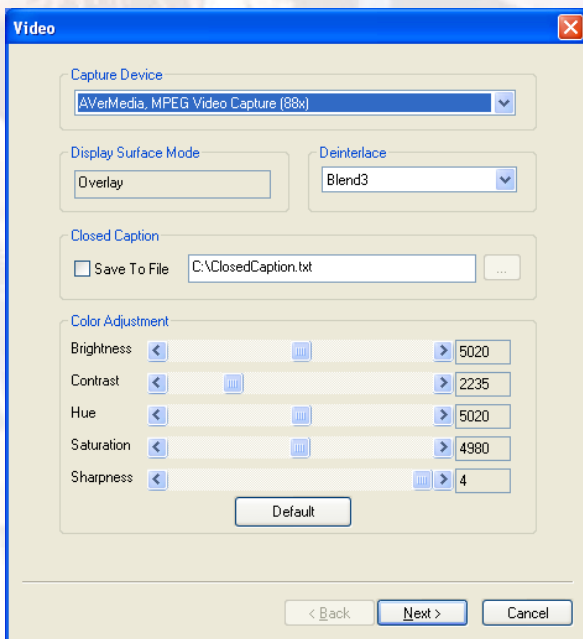 Video
Capture Device
AVerMedia, MPEG Video Capture (88x)
Display Surface Mode
Overlay
Deinterlace
Blend3
Closed Caption
Save To File
C:\ClosedCaption.txt
...
Color Adjustment
Brightness 5020
Contrast 2235
Hue 5020
Saturation 4980
Sharpness 4
Default
< Back Next > Cancel